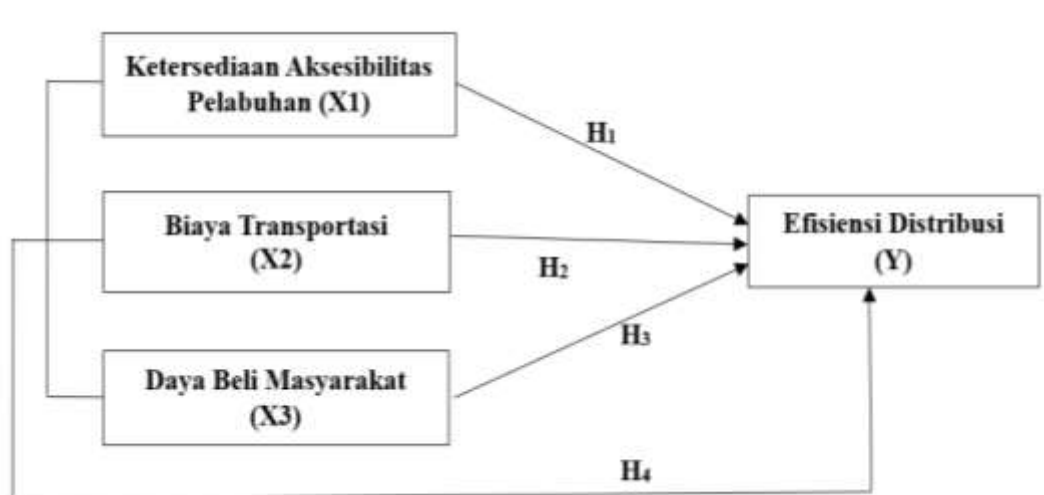 Ketersediaan Aksesibilitas
Pelabuhan (X1)
H₁
Biaya Transportasi
(X2)
H₂
Efisiensi Distribusi
(Y)
H₃
Daya Beli Masyarakat
(X3)
H₄